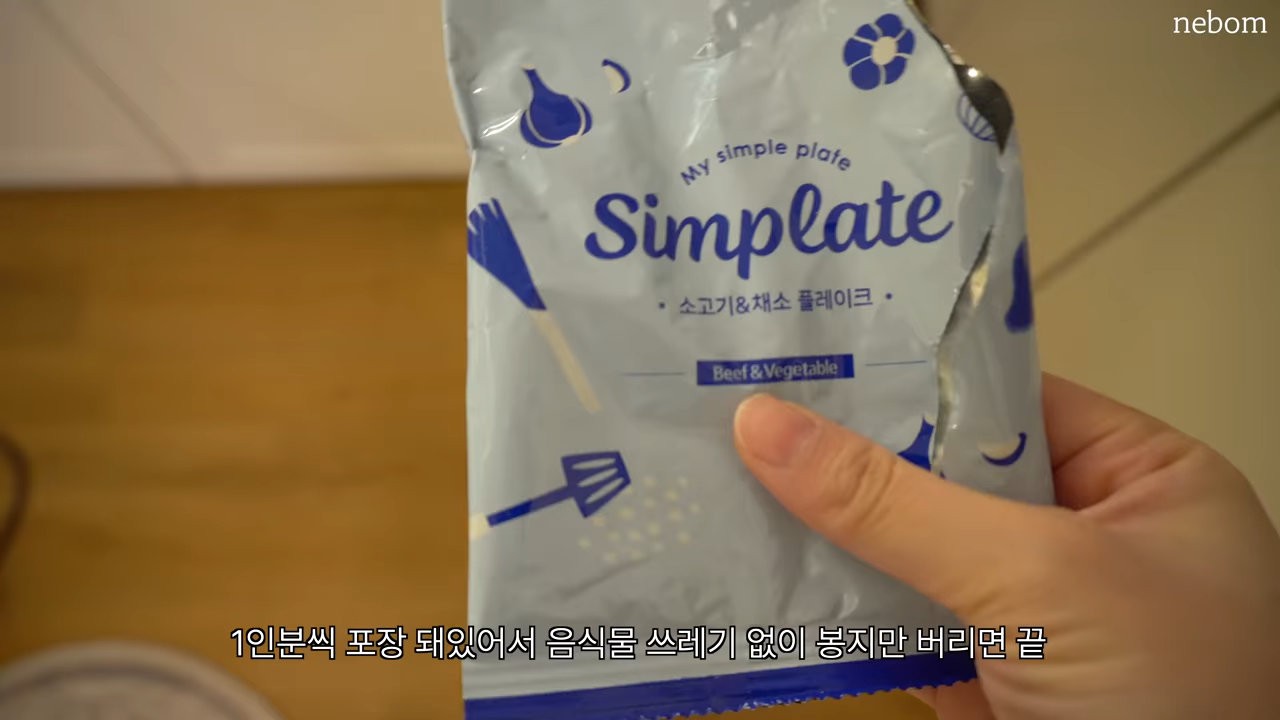 nebom
My simple plate
Simplate
• 소고기&채소 플레이크 •
Beef & Vegetable
1인분씩 포장 돼있어서 음식물 쓰레기 없이 봉지만 버리면 끝